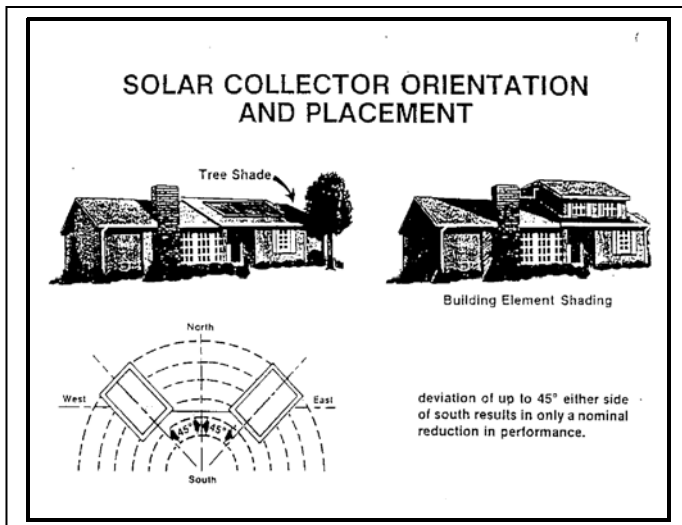 SOLAR COLLECTOR ORIENTATION
AND PLACEMENT
Tree Shade
Building Element Shading
North
West
East
45° 45°
South
deviation of up to 45° either side
of south results in only a nominal
reduction in performance.